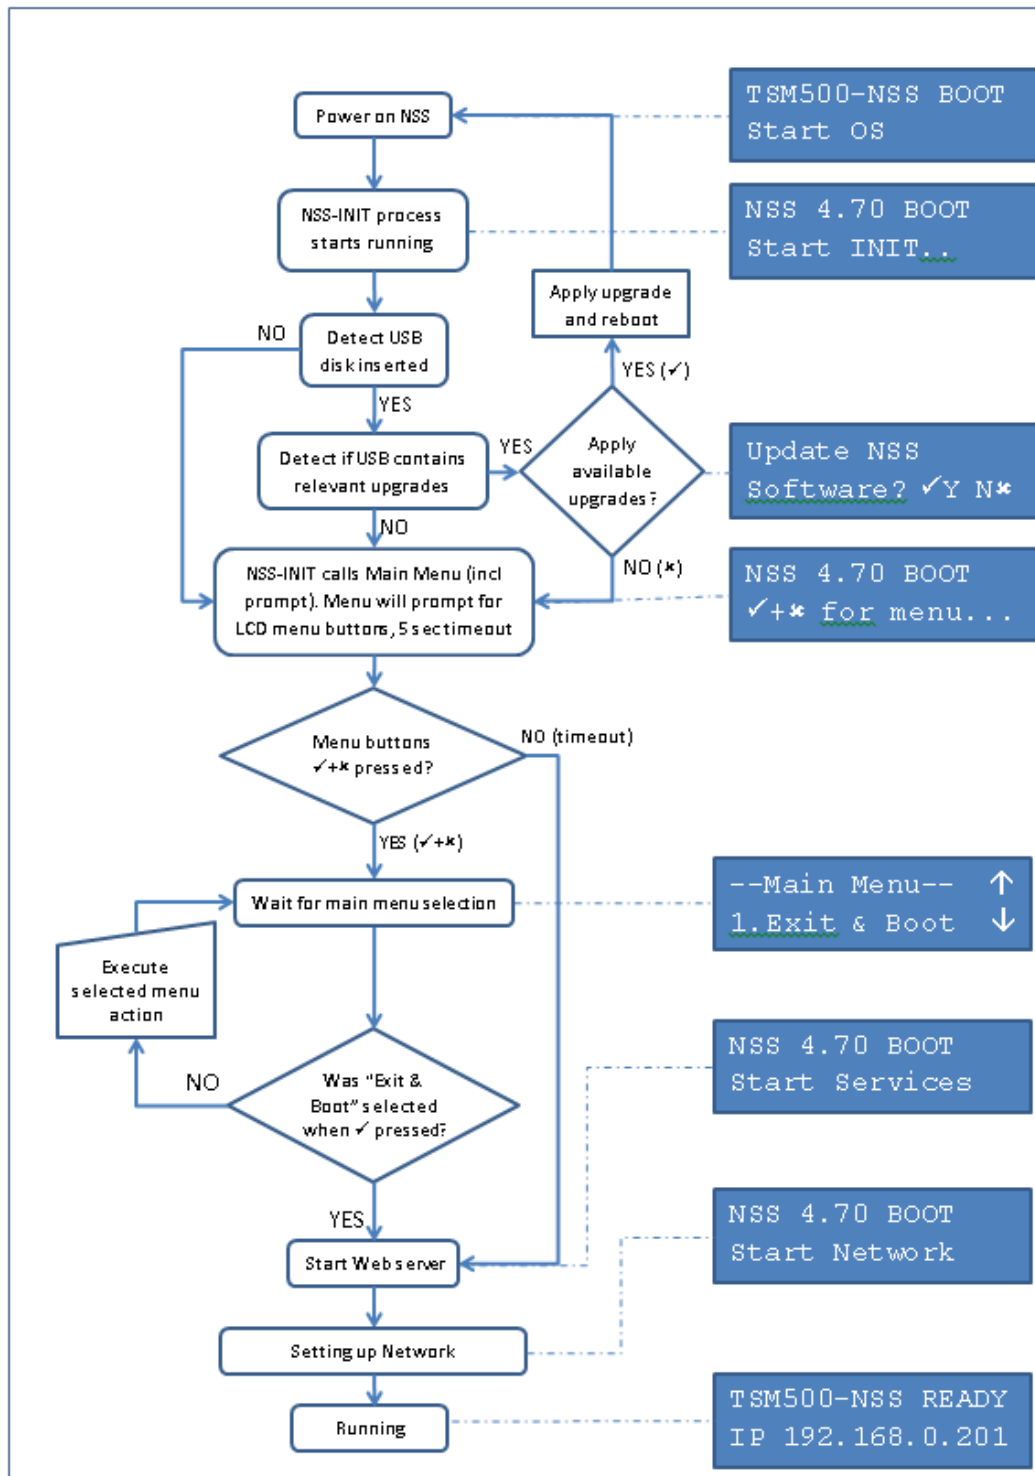 Power on NSS
TSM500-NSS BOOT
Start OS
NSS-INIT process
starts running
NSS 4.70 BOOT
Start INIT..
Apply upgrade
and reboot
NO
Detect USB
disk inserted
YES (✓)
YES
Detect if USB contains
relevant upgrades
YES
Apply
available
upgrades?
Update NSS
Software? ✓Y N✖
NO
NO (✖)
NSS-INIT calls Main Menu (incl
prompt). Menu will prompt for
LCD menu buttons, 5 sec timeout
NSS 4.70 BOOT
✓+✖ for menu...
Menu buttons
✓+✖ pressed?
NO (timeout)
YES (✓+✖)
Wait for main menu selection
--Main Menu-- ↑
1.Exit & Boot ↓
Execute
selected menu
action
NO
Was "Exit &
Boot" selected
when ✓ pressed?
NSS 4.70 BOOT
Start Services
YES
Start Web server
NSS 4.70 BOOT
Start Network
Setting up Network
Running
TSM500-NSS READY
IP 192.168.0.201